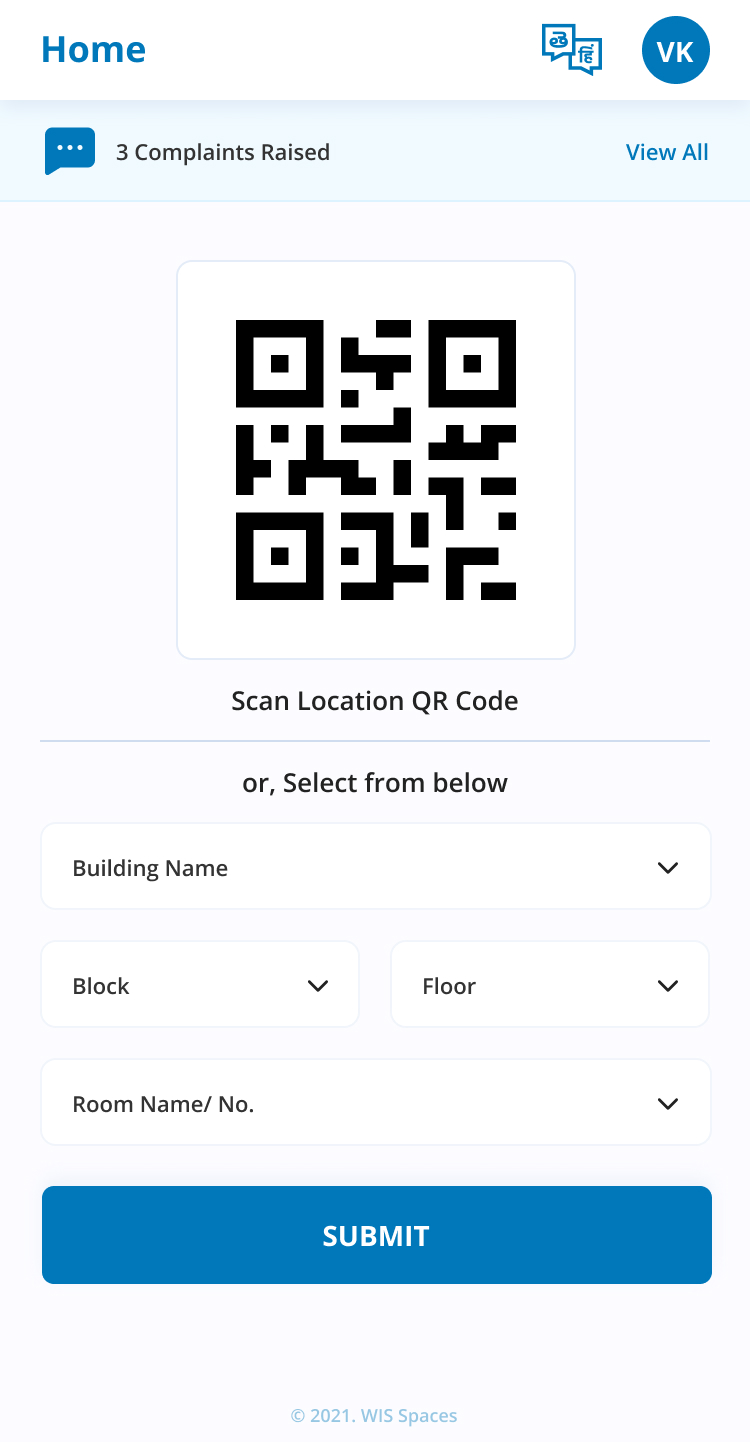 Home
తె
हिं
VK
3 Complaints Raised
View All
Scan Location QR Code
or, Select from below
Building Name
Block
Floor
Room Name/ No.
SUBMIT
© 2021. WIS Spaces